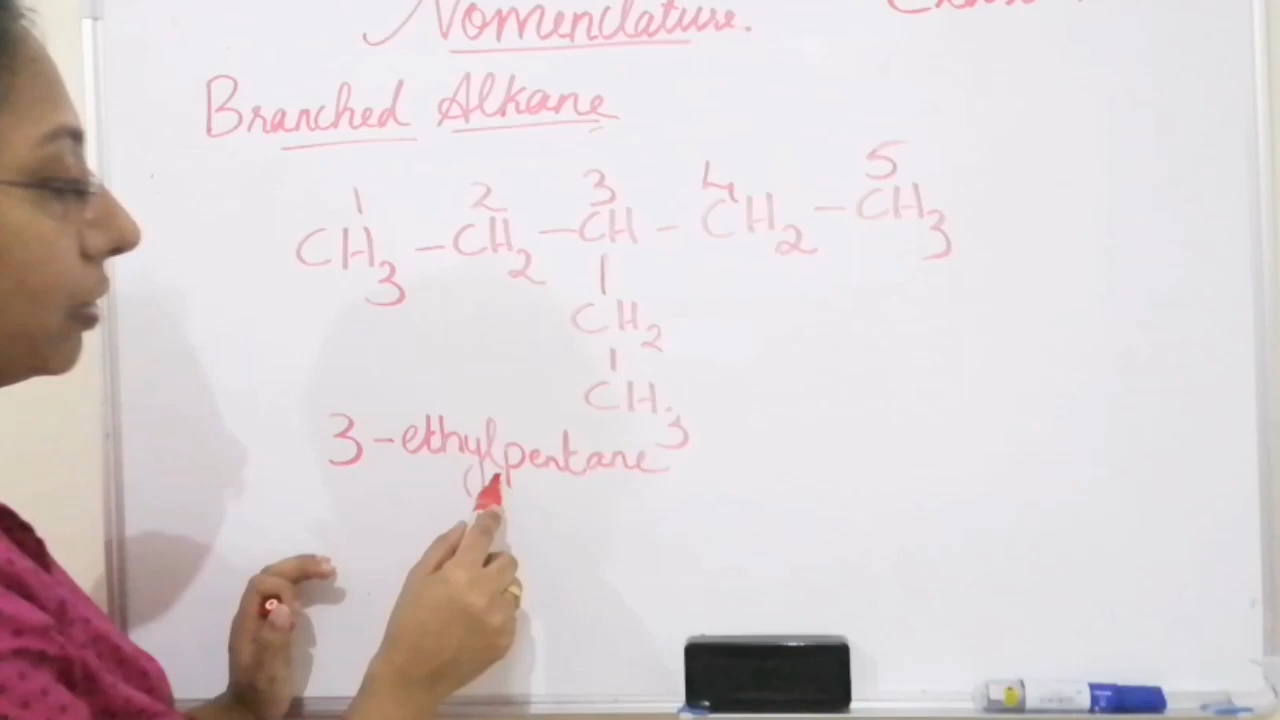 Nomenclature.
Branched Alkane
1 2 3 4 5
CH3 - CH2 - CH - CH2 - CH3
|
CH2
|
CH3
3-ethylpentane